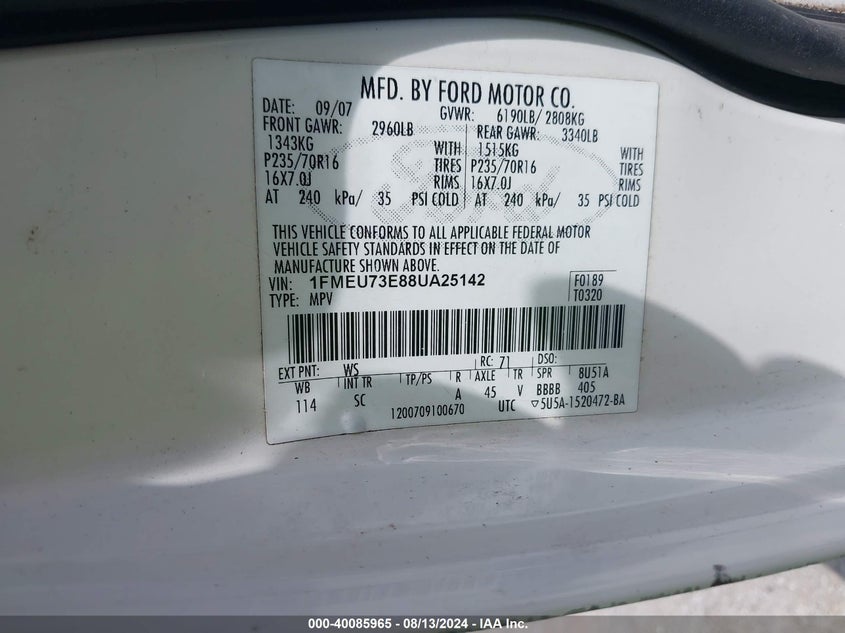 MFD. BY FORD MOTOR CO.
DATE: 09/07 GVWR: 6190LB/ 2808KG
FRONT GAWR: 2960LB REAR GAWR: 3340LB
1343KG WITH 1515KG WITH
P235/70R16 TIRES P235/70R16 TIRES
16X7.0J RIMS 16X7.0J RIMS
AT 240 kPa/ 35 PSI COLD AT 240 kPa/ 35 PSI COLD
Ford
THIS VEHICLE CONFORMS TO ALL APPLICABLE FEDERAL MOTOR
VEHICLE SAFETY STANDARDS IN EFFECT ON THE DATE OF
MANUFACTURE SHOWN ABOVE.
VIN: 1FMEU73E88UA25142 F0189
TYPE: MPV T0320
EXT PNT: WS RC: 71 DSO:
WB INT TR TP/PS R AXLE TR SPR 8U51A
114 SC A 45 V BBBB 405
1200709100670 UTC ▽5U5A-1520472-BA
000-40085965 - 08/13/2024 - IAA Inc.